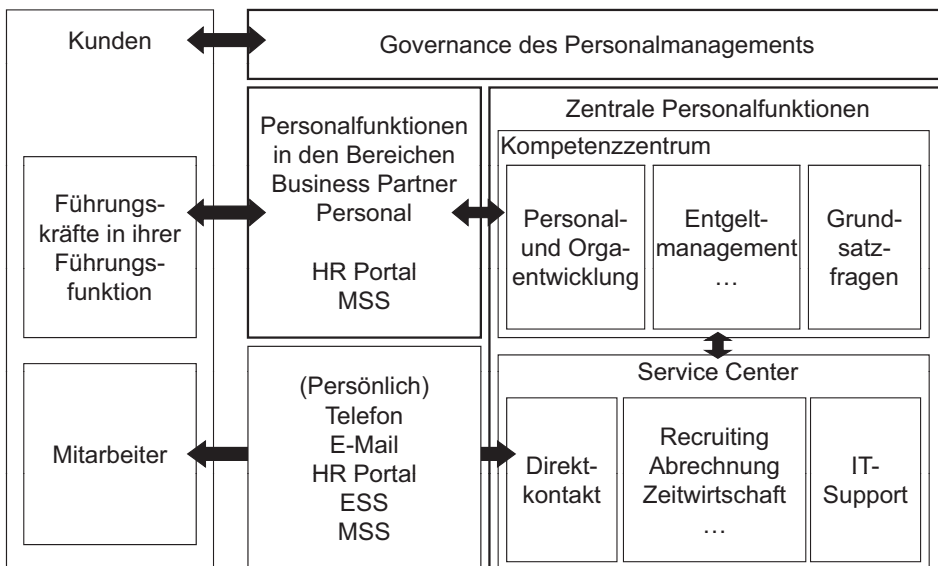 Kunden
Governance des Personalmanagements
Führungs-
kräfte in ihrer
Führungs-
funktion
Mitarbeiter
Personalfunktionen
in den Bereichen
Business Partner
Personal
HR Portal
MSS
(Persönlich)
Telefon
E-Mail
HR Portal
ESS
MSS
Zentrale Personalfunktionen
Kompetenzzentrum
Personal-
und Orga-
entwicklung
Entgelt-
management
…
Grund-
satz-
fragen
Service Center
Direkt-
kontakt
Recruiting
Abrechnung
Zeitwirtschaft
…
IT-
Support